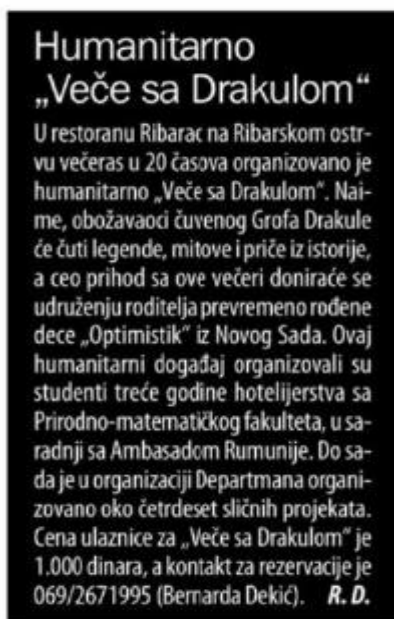 Humanitarno
„Veče sa Drakulom“
U restoranu Ribarac na Ribarskom ostr-
vu večeras u 20 časova organizovano je
humanitarno „Veče sa Drakulom“. Nai-
me, obožavaoci čuvenog Grofa Drakule
će čuti legende, mitove i priče iz istorije,
a ceo prihod sa ove večeri doniraće se
udruženju roditelja prevremeno rođene
dece „Optimistik“ iz Novog Sada. Ovaj
humanitarni događaj organizovali su
studenti treće godine hotelijerstva sa
Prirodno-matematičkog fakulteta, u sa-
radnji sa Ambasadom Rumunije. Do sa-
da je u organizaciji Departmana organi-
zovano oko četrdeset sličnih projekata.
Cena ulaznice za „Veče sa Drakulom“ je
1.000 dinara, a kontakt za rezervacije je
069/2671995 (Bernarda Dekić). R. D.